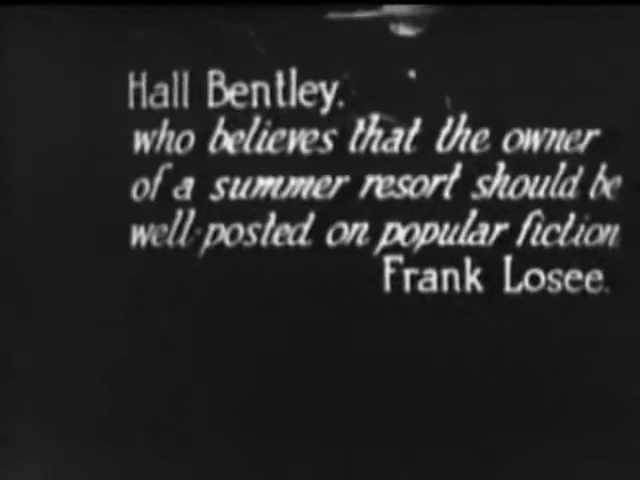 Hall Bentley.
who believes that the owner
of a summer resort should be
well-posted on popular fiction
Frank Losee.